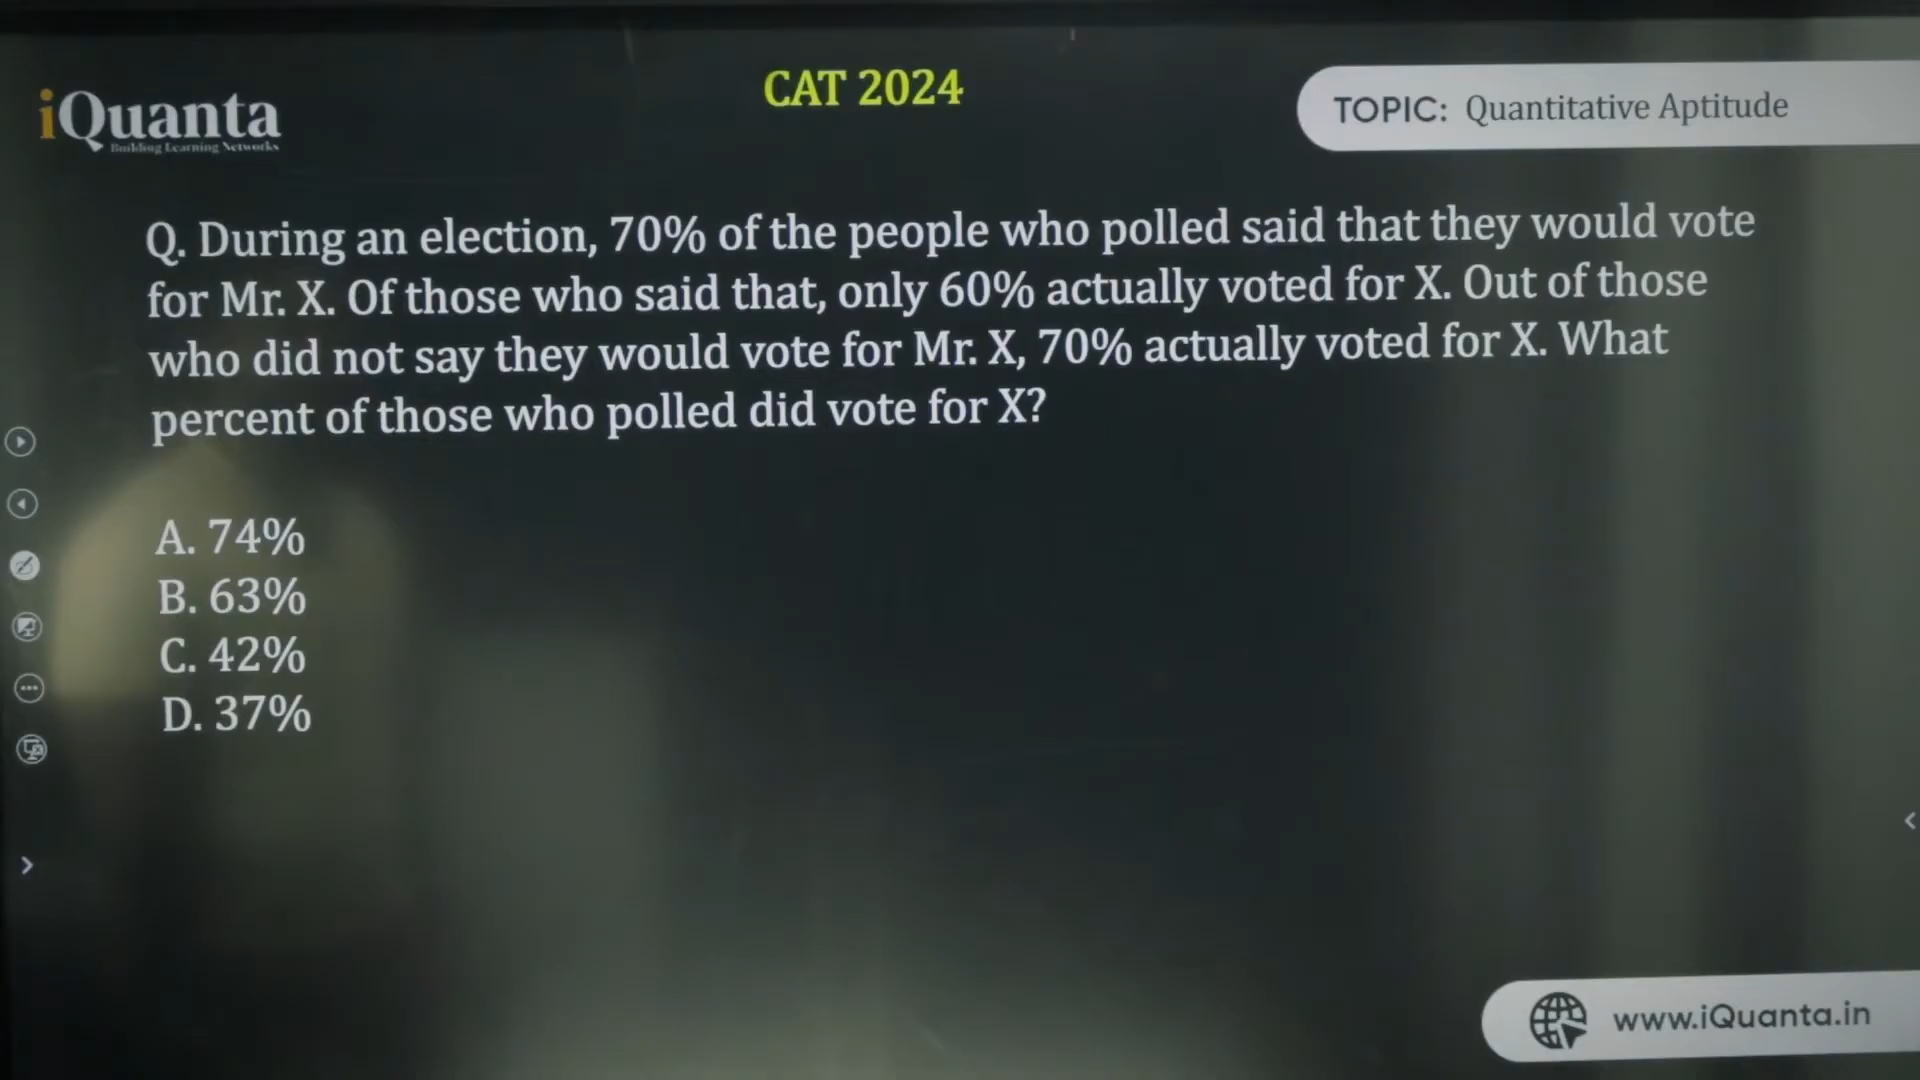 CAT 2024
iQuanta
Building Learning Networks
TOPIC: Quantitative Aptitude
Q. During an election, 70% of the people who polled said that they would vote
for Mr. X. Of those who said that, only 60% actually voted for X. Out of those
who did not say they would vote for Mr. X, 70% actually voted for X. What
percent of those who polled did vote for X?
A. 74%
B. 63%
C. 42%
D. 37%
www.iQuanta.in